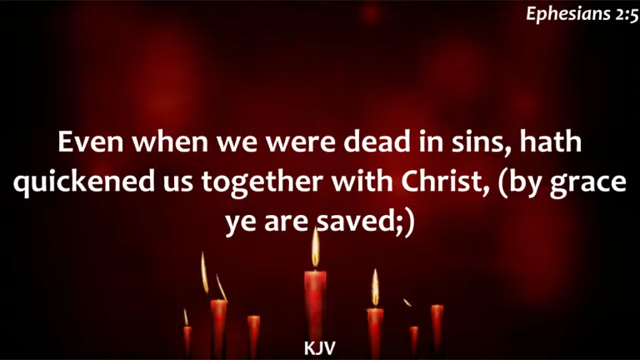 Ephesians 2:5
Even when we were dead in sins, hath
quickened us together with Christ, (by grace
ye are saved;)
KJV